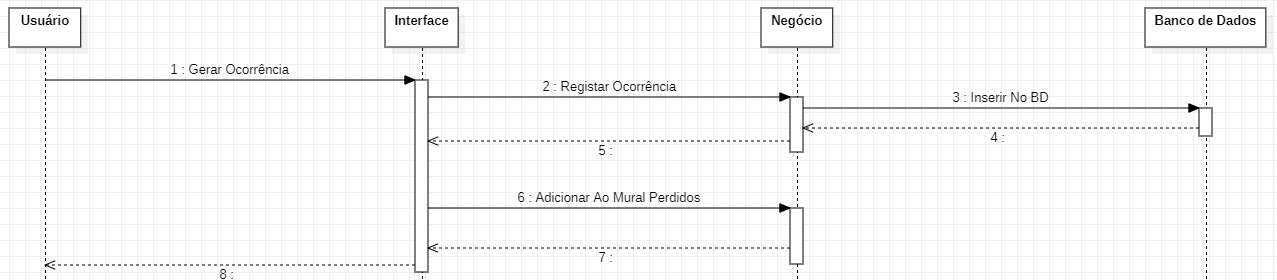 Usuário
Interface
Negócio
Banco de Dados
1 : Gerar Ocorrência
2 : Registar Ocorrência
3 : Inserir No BD
4 :
5 :
6 : Adicionar Ao Mural Perdidos
7 :
8 :